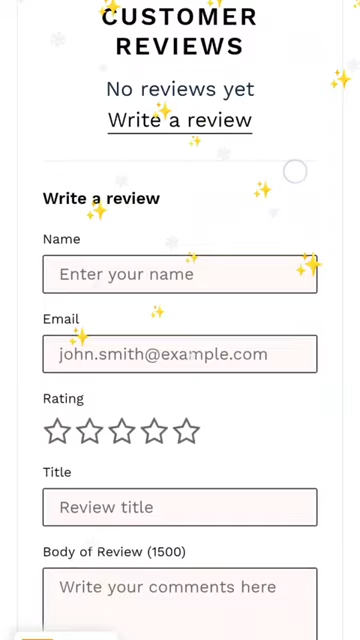 CUSTOMER
REVIEWS
No reviews yet
Write a review
Write a review
Name
Enter your name
Email
john.smith@example.com
Rating
Title
Review title
Body of Review (1500)
Write your comments here